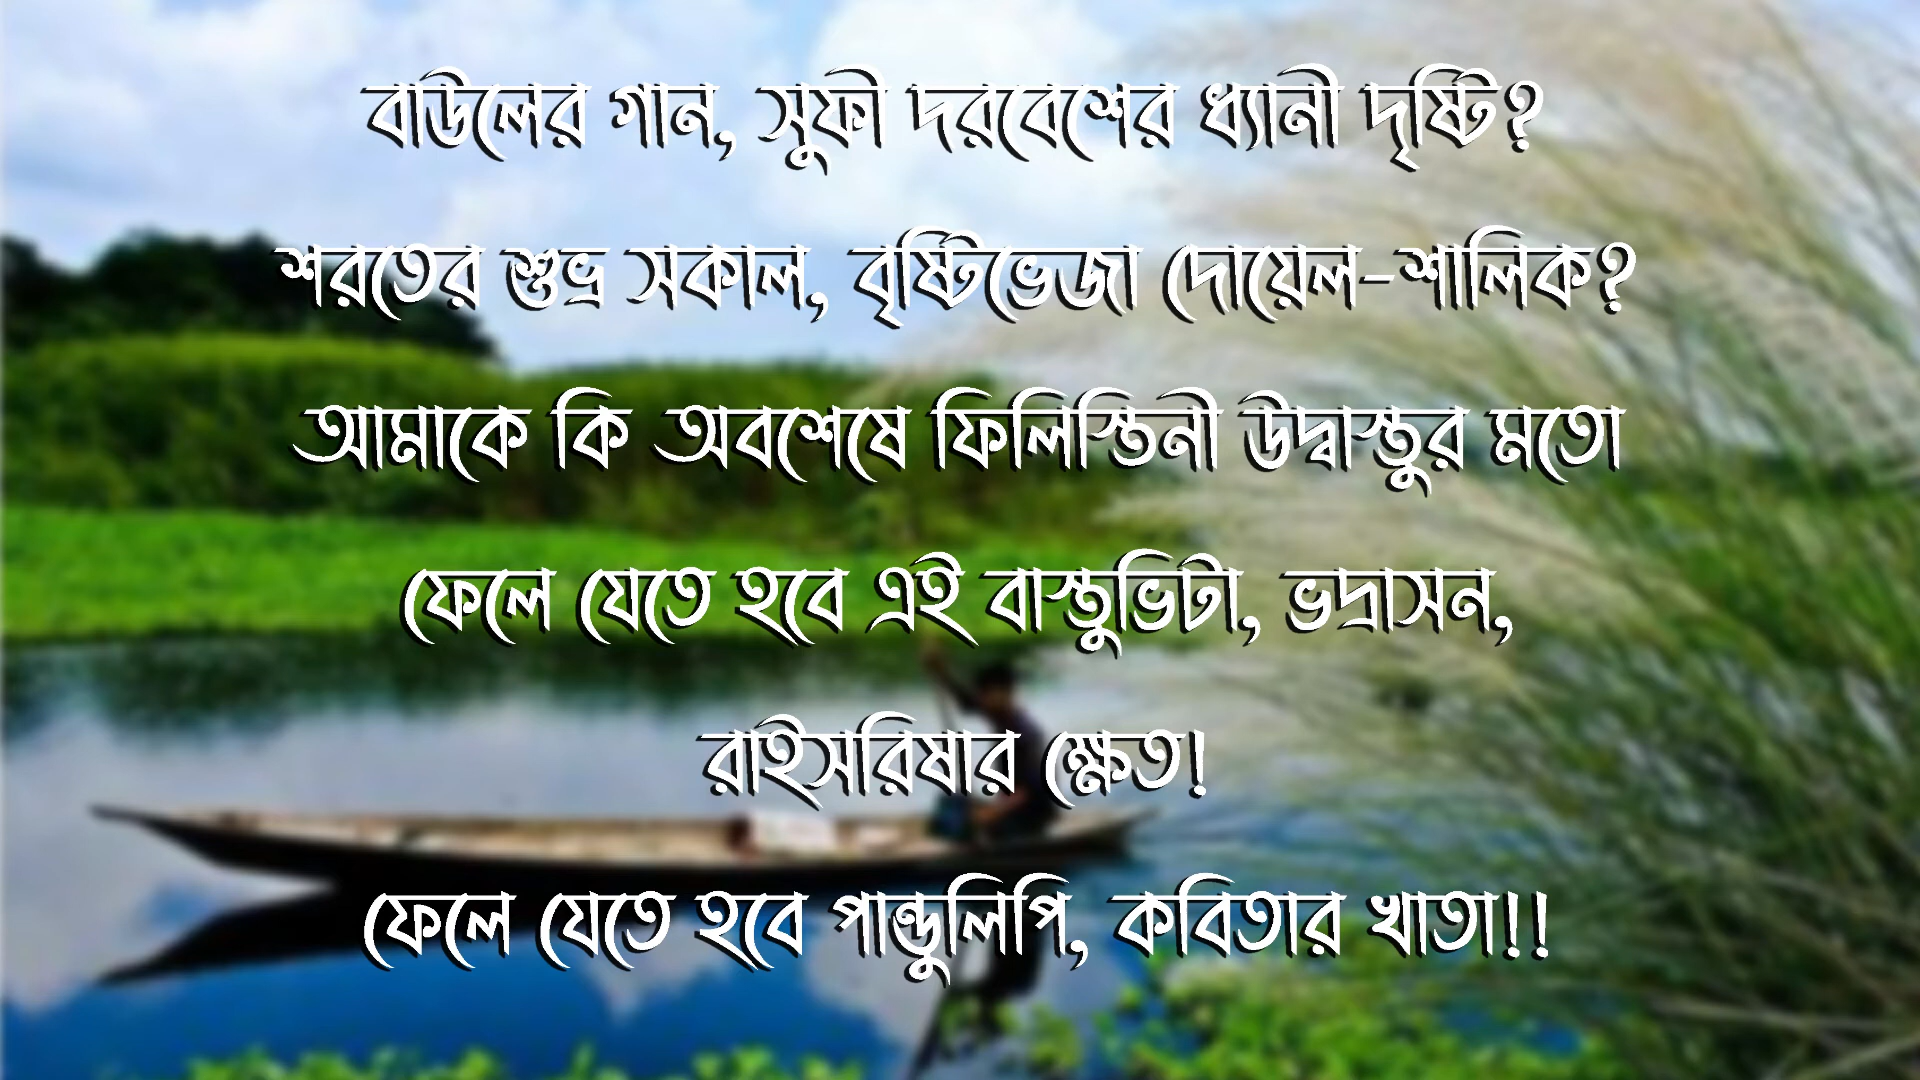 বাউলের গান, সুফী দরবেশের ধ্যানী দৃষ্টি?
শরতের শুভ্র সকাল, বৃষ্টিভেজা দোয়েল-শালিক?
আমাকে কি অবশেষে ফিলিস্তিনী উদ্বাস্তুর মতো
ফেলে যেতে হবে এই বাস্তুভিটা, ভদ্রাসন,
রাইসরিষার ক্ষেত!
ফেলে যেতে হবে পান্ডুলিপি, কবিতার খাতা!!